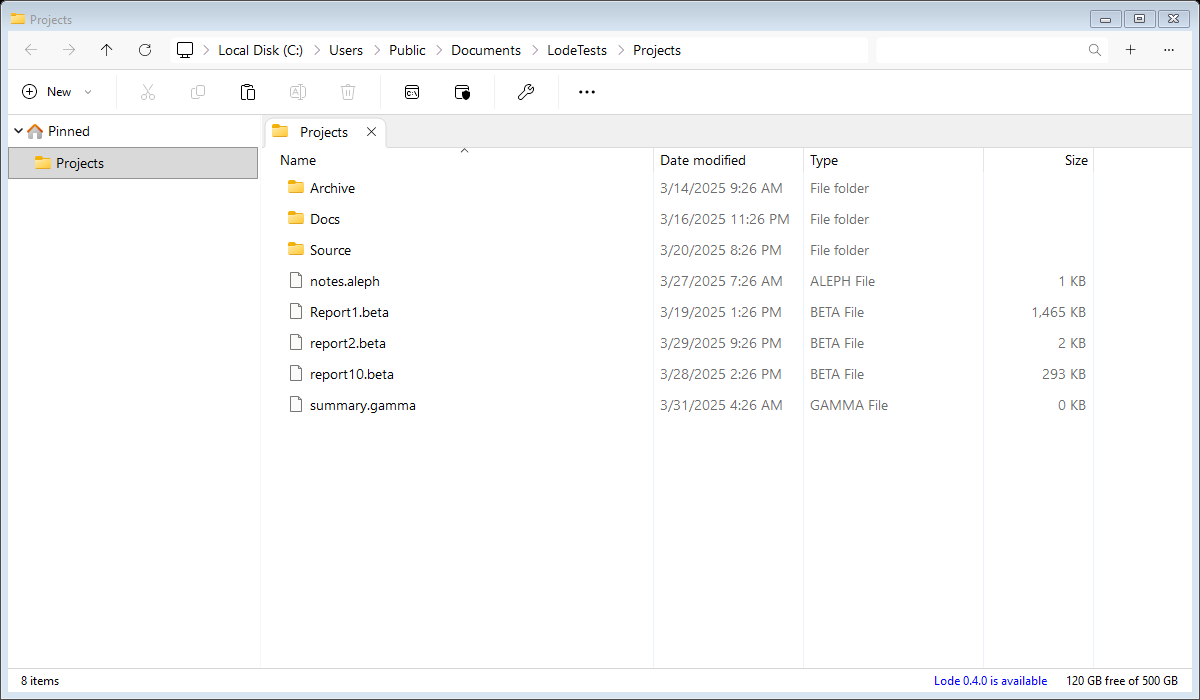 Projects
Local Disk (C:) Users Public Documents LodeTests Projects
New
Pinned
Projects
Projects
Name Date modified Type Size
Archive 3/14/2025 9:26 AM File folder
Docs 3/16/2025 11:26 PM File folder
Source 3/20/2025 8:26 PM File folder
notes.aleph 3/27/2025 7:26 AM ALEPH File 1 KB
Report1.beta 3/19/2025 1:26 PM BETA File 1,465 KB
report2.beta 3/29/2025 9:26 PM BETA File 2 KB
report10.beta 3/28/2025 2:26 PM BETA File 293 KB
summary.gamma 3/31/2025 4:26 AM GAMMA File 0 KB
8 items Lode 0.4.0 is available 120 GB free of 500 GB